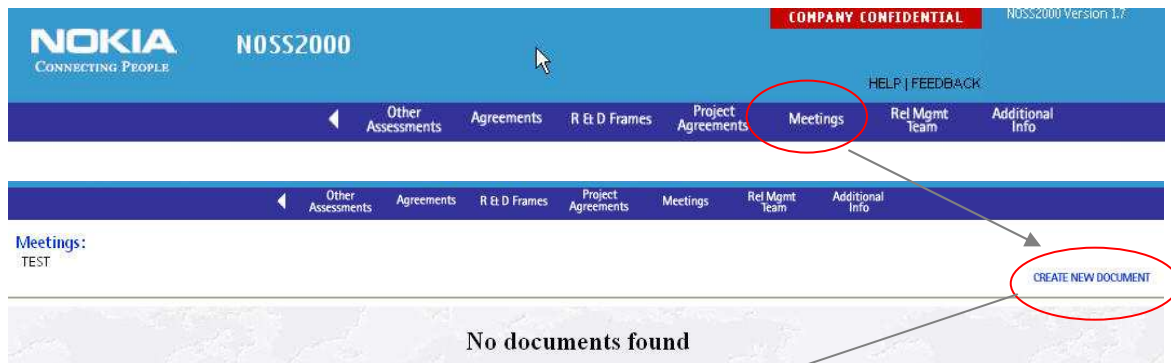 COMPANY CONFIDENTIAL
NOSS2000 Version 1.7
NOKIA
CONNECTING PEOPLE
NOSS2000
HELP | FEEDBACK
Other Assessments Agreements R & D Frames Project Agreements Meetings Rel Mgmt Team Additional Info
Other Assessments Agreements R & D Frames Project Agreements Meetings Rel Mgmt Team Additional Info
Meetings:
TEST
CREATE NEW DOCUMENT
No documents found